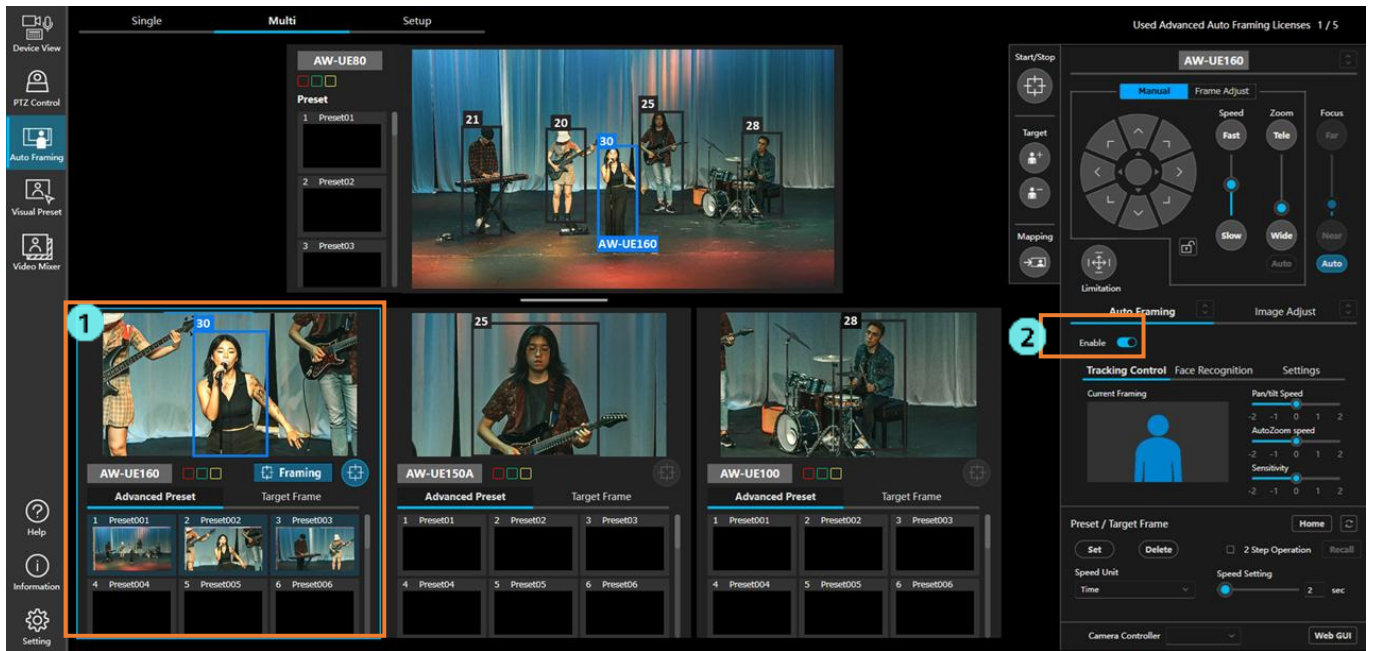 Device View
PTZ Control
Auto Framing
Visual Preset
Video Mixer
Help
Information
Setting
Single Multi Setup
Used Advanced Auto Framing Licenses 1 / 5
AW-UE80
Preset
1 Preset01
2 Preset02
3 Preset03
21
20
30
25
28
AW-UE160
Start/Stop
Target
Mapping
AW-UE160
Manual Frame Adjust
Speed Zoom Focus
Fast Tele Far
Slow Wide Near
Auto Auto
Limitation
Auto Framing Image Adjust
2
Enable
Tracking Control Face Recognition Settings
Current Framing
Pan/tilt Speed
-2 -1 0 1 2
AutoZoom speed
-2 -1 0 1 2
Sensitivity
-2 -1 0 1 2
Preset / Target Frame Home
Set Delete 2 Step Operation Recall
Speed Unit Speed Setting
Time 2 sec
Camera Controller Web GUI
1
30
AW-UE160 Framing
Advanced Preset Target Frame
1 Preset001 2 Preset002 3 Preset003
4 Preset004 5 Preset005 6 Preset006
25
AW-UE150A
Advanced Preset Target Frame
1 Preset01 2 Preset02 3 Preset03
4 Preset04 5 Preset05 6 Preset06
28
AW-UE100
Advanced Preset Target Frame
1 Preset001 2 Preset002 3 Preset003
4 Preset004 5 Preset005 6 Preset006